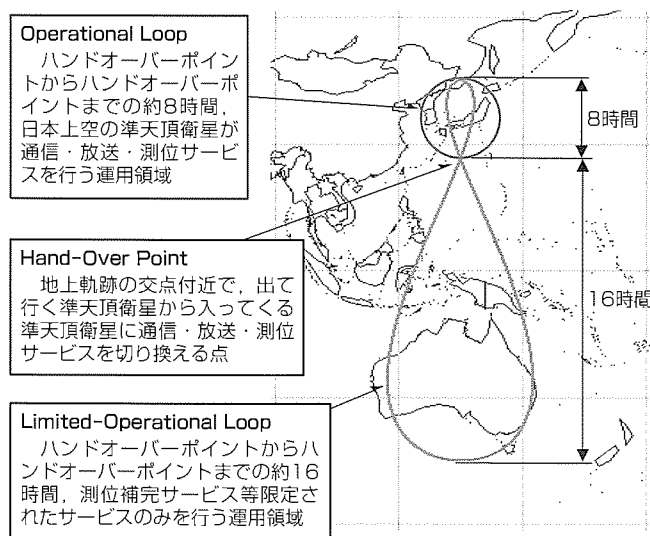 Operational Loop
ハンドオーバーポイン
トからハンドオーバーポ
イントまでの約8時間，
日本上空の準天頂衛星が
通信・放送・測位サービ
スを行う運用領域
8時間
Hand-Over Point
地上軌跡の交点付近で，出て
行く準天頂衛星から入ってくる
準天頂衛星に通信・放送・測位
サービスを切り換える点
16時間
Limited-Operational Loop
ハンドオーバーポイントからハ
ンドオーバーポイントまでの約16
時間，測位補完サービス等限定さ
れたサービスのみを行う運用領域